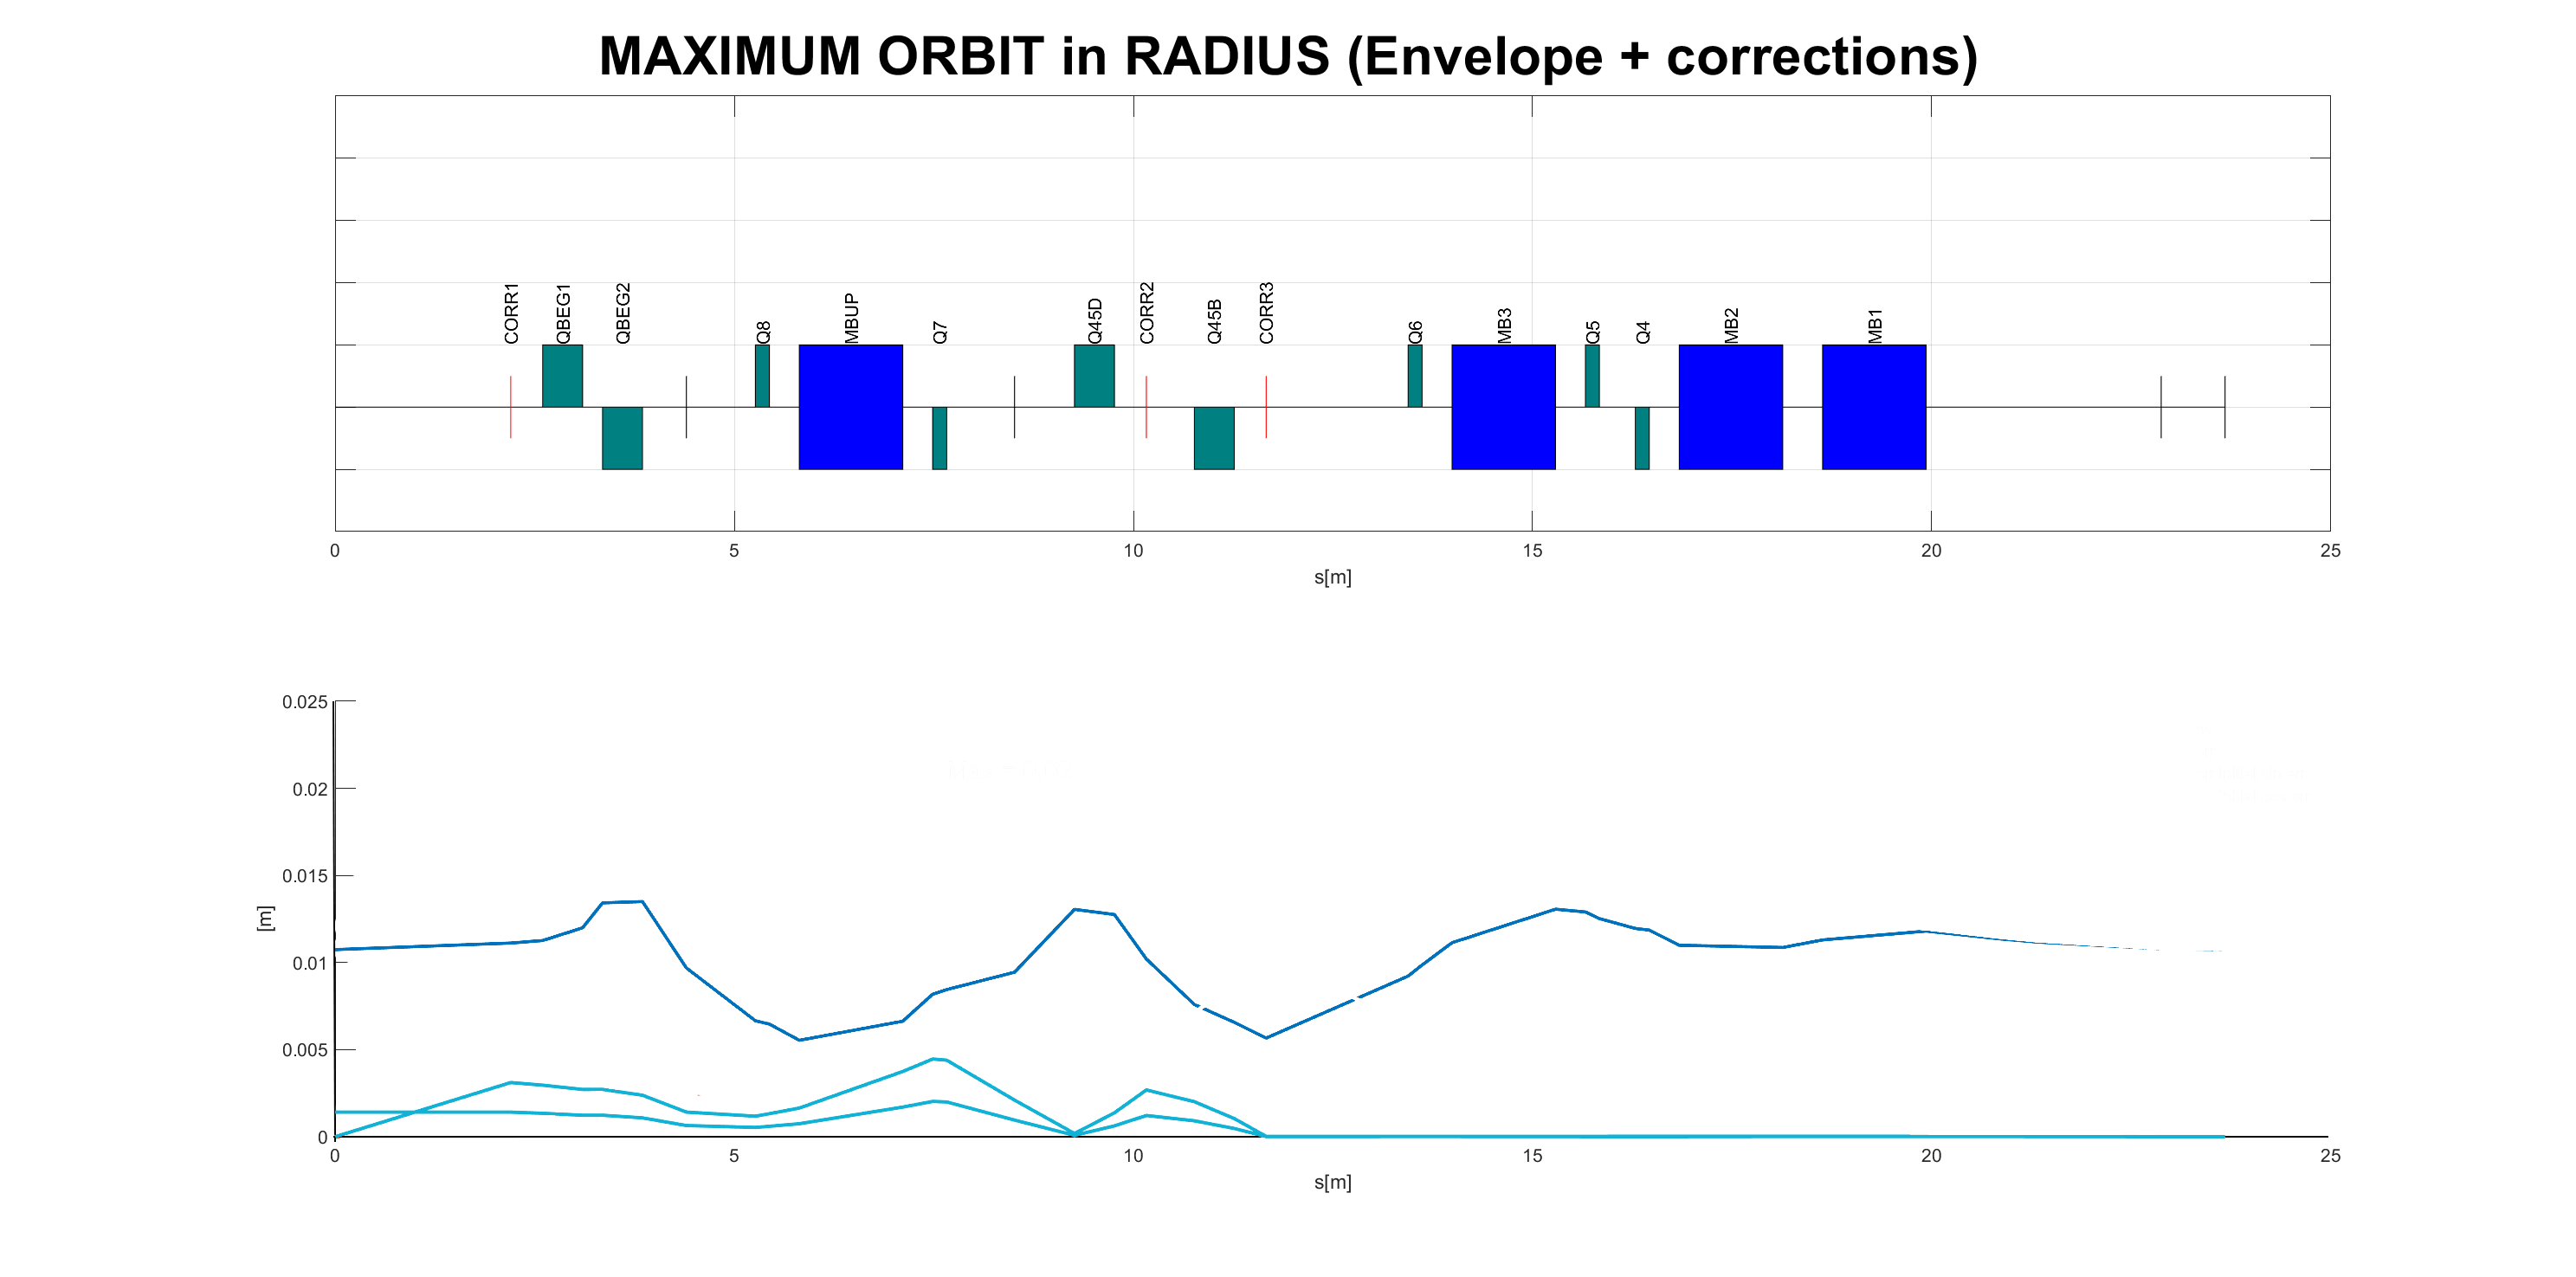 MAXIMUM ORBIT in RADIUS (Envelope + corrections)
CORR1
QBEG1
QBEG2
Q8
MBUP
Q7
Q45D
CORR2
Q45B
CORR3
Q6
MB3
Q5
Q4
MB2
MB1
0 5 10 15 20 25
s[m]
0.025
0.02
0.015
0.01
0.005
0
[m]
0 5 10 15 20 25
s[m]